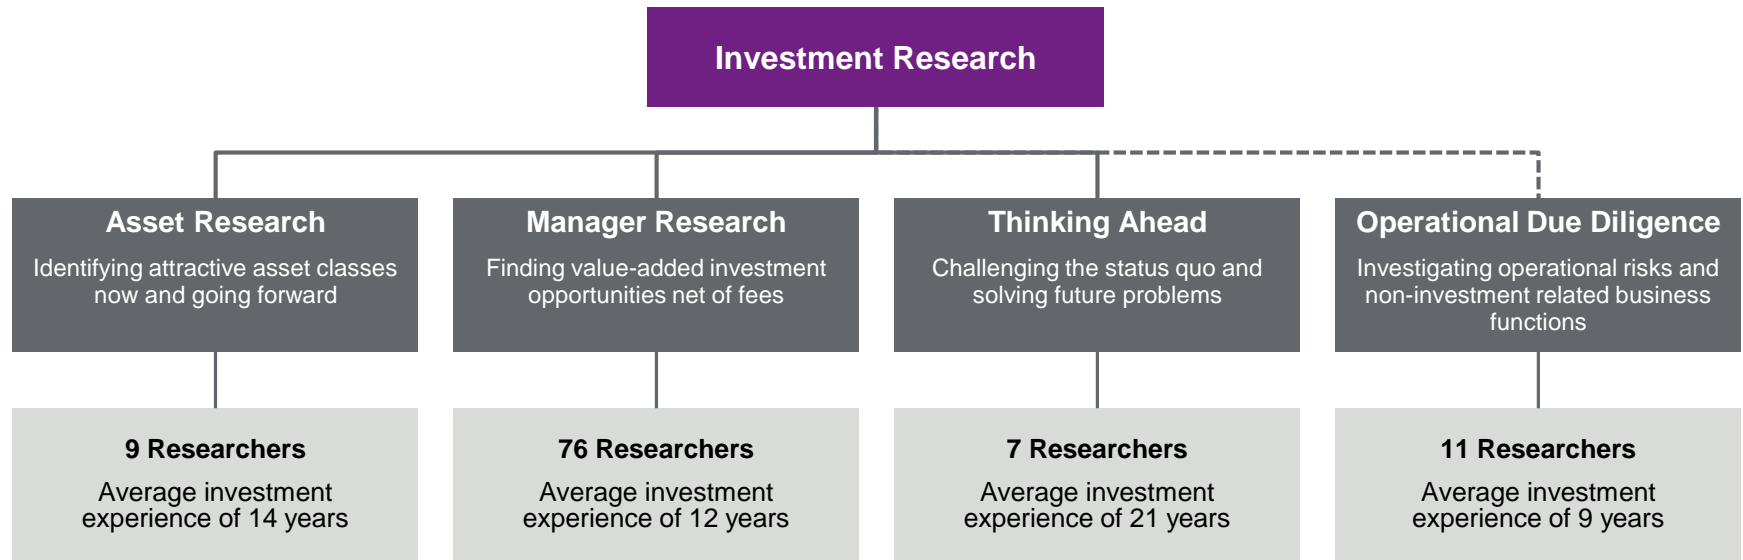 Investment Research
Asset Research
Identifying attractive asset classes
now and going forward
9 Researchers
Average investment
experience of 14 years
Manager Research
Finding value-added investment
opportunities net of fees
76 Researchers
Average investment
experience of 12 years
Thinking Ahead
Challenging the status quo and
solving future problems
7 Researchers
Average investment
experience of 21 years
Operational Due Diligence
Investigating operational risks and
non-investment related business
functions
11 Researchers
Average investment
experience of 9 years